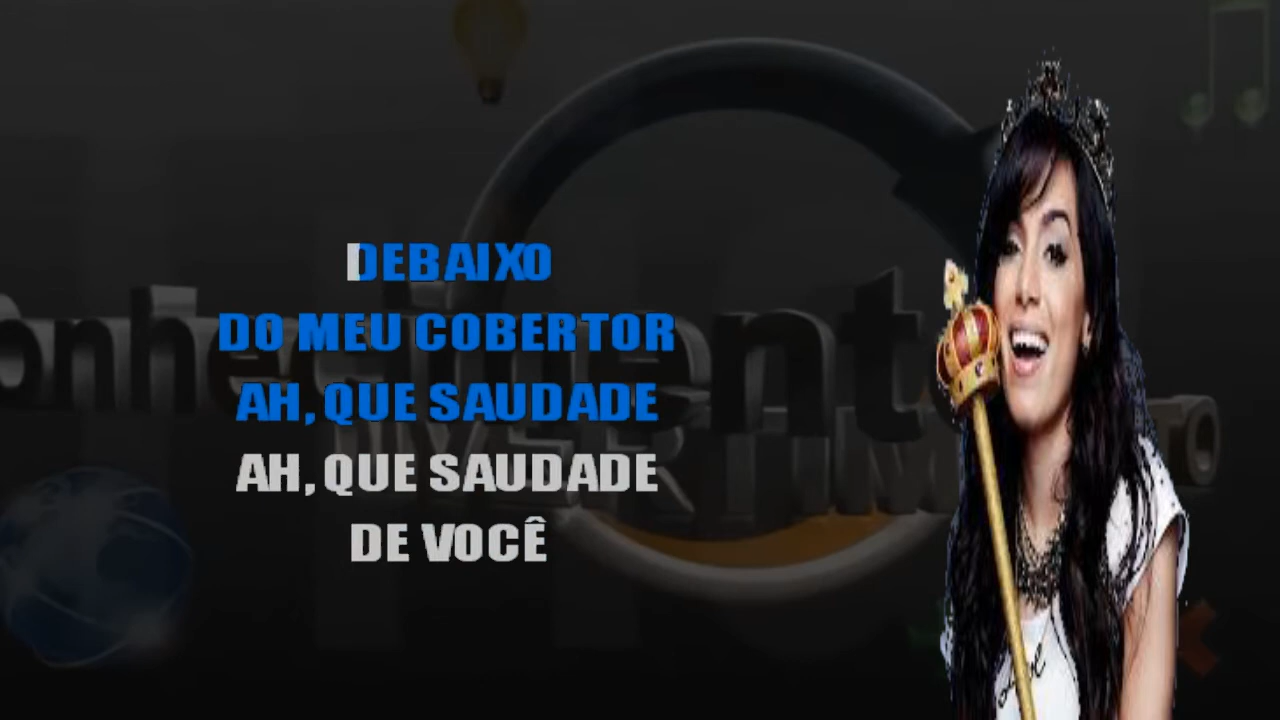 DEBAIXO
DO MEU COBERTOR
AH, QUE SAUDADE
AH, QUE SAUDADE
DE VOCÊ